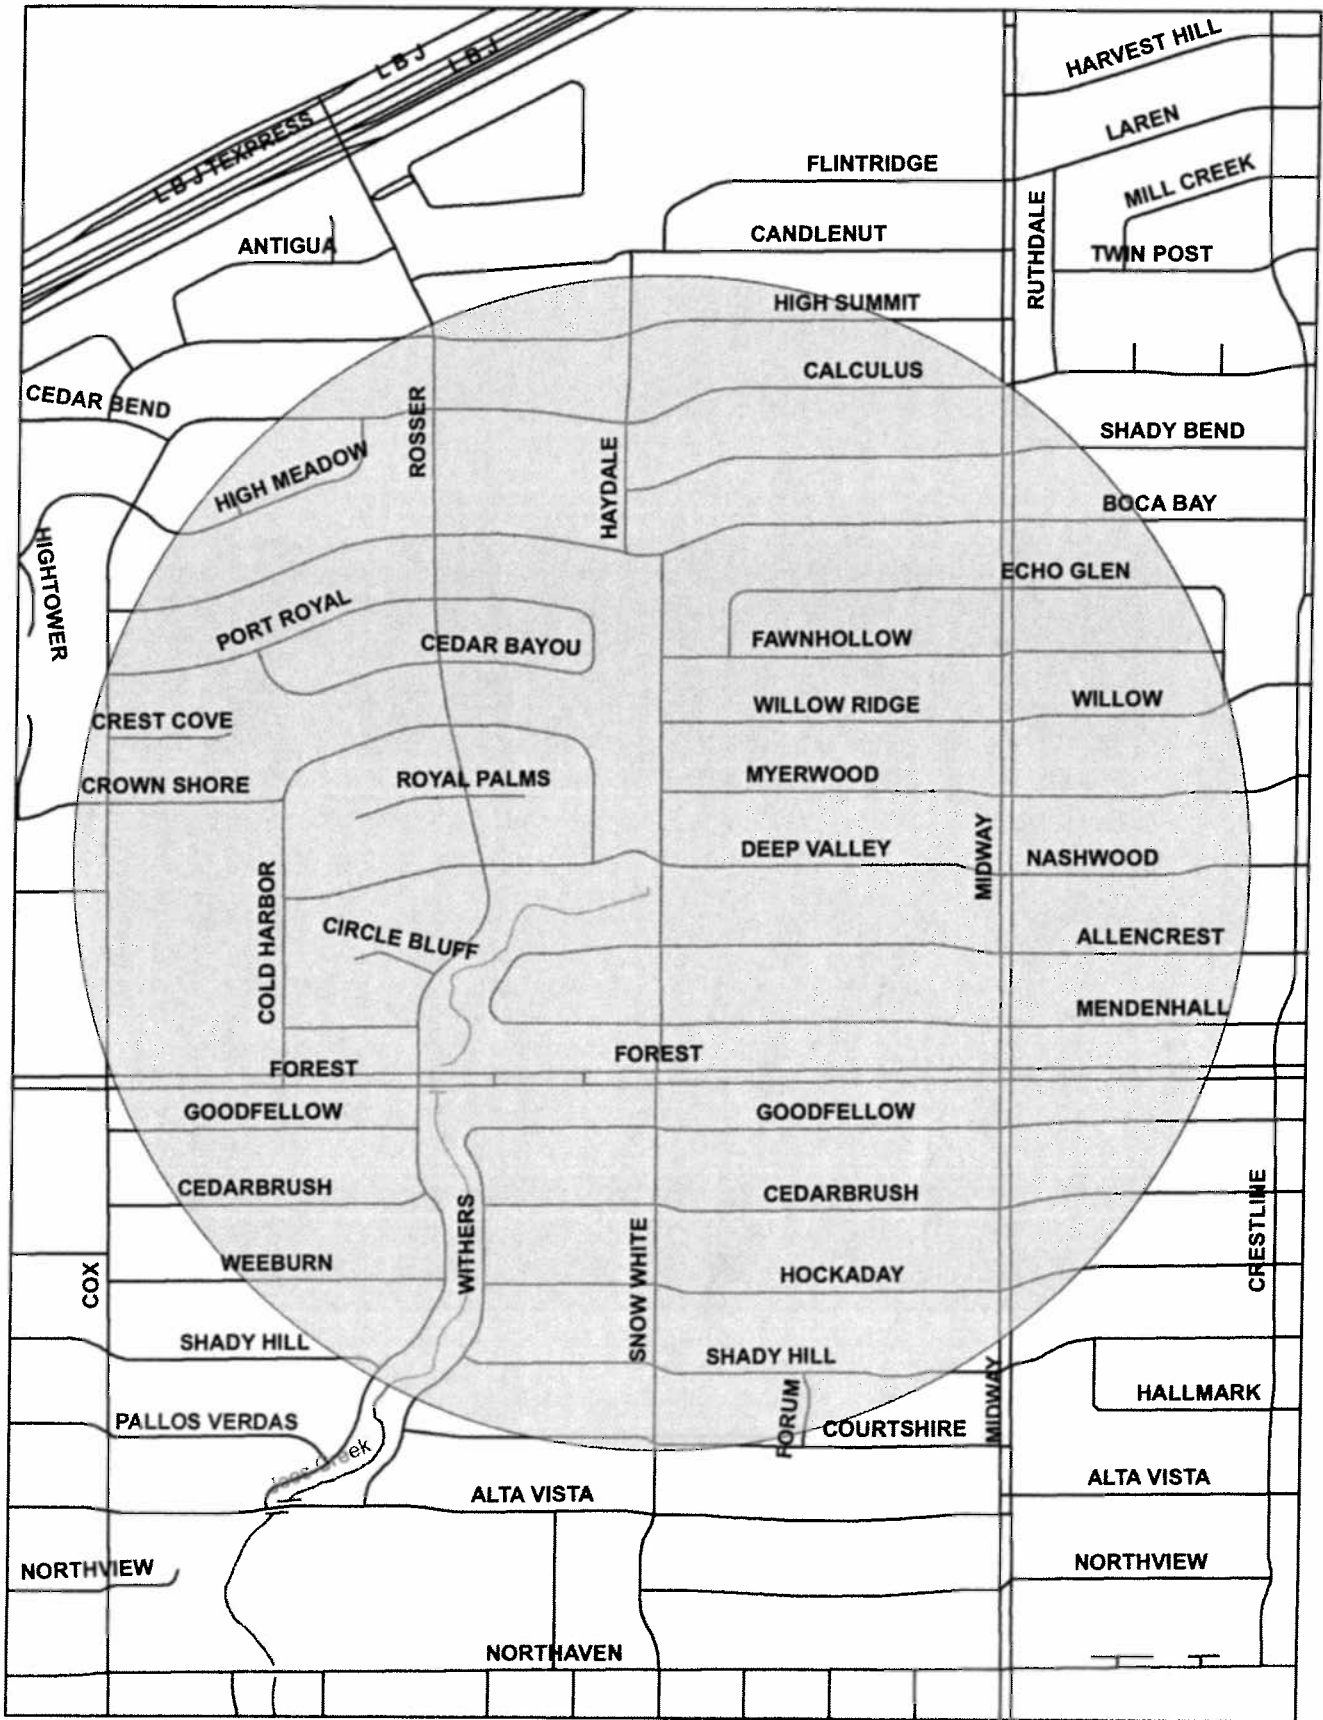 LBJ
LBJ
HARVEST HILL
LBJ TEXPRESS
LAREN
FLINTRIDGE
MILL CREEK
RUTHDALE
ANTIGUA
CANDLENUT
TWIN POST
HIGH SUMMIT
CALCULUS
CEDAR BEND
ROSSER
SHADY BEND
HIGH MEADOW
HAYDALE
BOCA BAY
HIGHTOWER
ECHO GLEN
PORT ROYAL
CEDAR BAYOU
FAWNHOLLOW
WILLOW RIDGE
WILLOW
CREST COVE
CROWN SHORE
ROYAL PALMS
MYERWOOD
MIDWAY
DEEP VALLEY
NASHWOOD
COLD HARBOR
CIRCLE BLUFF
ALLENCREST
MENDENHALL
FOREST
FOREST
GOODFELLOW
GOODFELLOW
CEDARBRUSH
CEDARBRUSH
WITHERS
SNOW WHITE
CRESTLINE
COX
WEEBURN
HOCKADAY
SHADY HILL
SHADY HILL
FORUM
MIDWAY
HALLMARK
PALLOS VERDAS
COURTSHIRE
Creek
ALTA VISTA
ALTA VISTA
NORTHVIEW
NORTHVIEW
NORTHAVEN